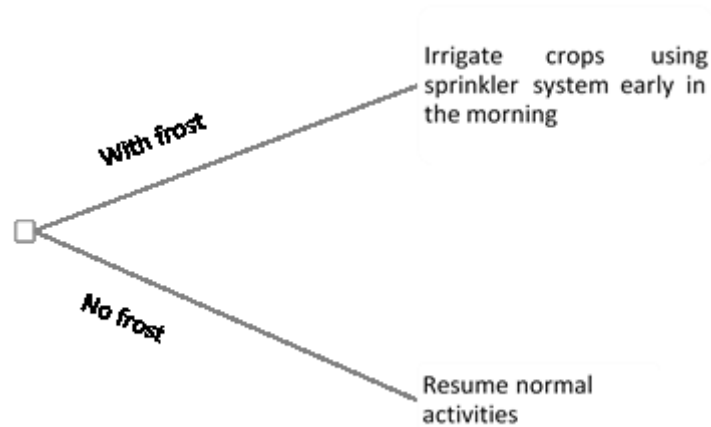 Irrigate crops using
sprinkler system early in
the morning
With frost
No frost
Resume normal
activities